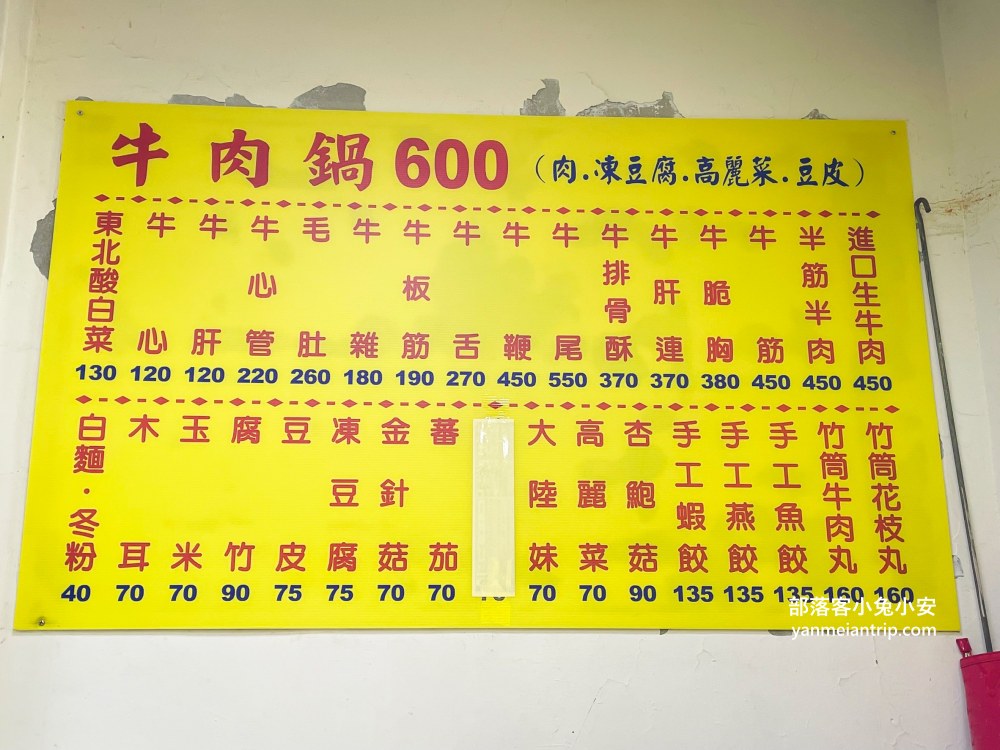 牛肉鍋600（肉.凍豆腐.高麗菜.豆皮）
進口生牛肉 450
半筋半肉 450
牛筋 450
牛脆胸 380
牛肝連 370
牛排骨酥 370
牛尾 550
牛鞭 450
牛舌 270
牛板筋 190
牛雜 180
毛肚 260
牛心管 220
牛肝 120
牛心 120
東北酸白菜 130
竹筒花枝丸 160
竹筒牛肉丸 160
手工魚餃 135
手工燕餃 135
手工蝦餃 135
杏鮑菇 90
高麗菜 70
大陸妹 70
蕃茄 70
金針菇 70
凍豆腐 75
豆皮 75
腐竹 90
玉米 70
木耳 70
白麵·冬粉 40
部落客小兔小安
yanmeiantrip.com